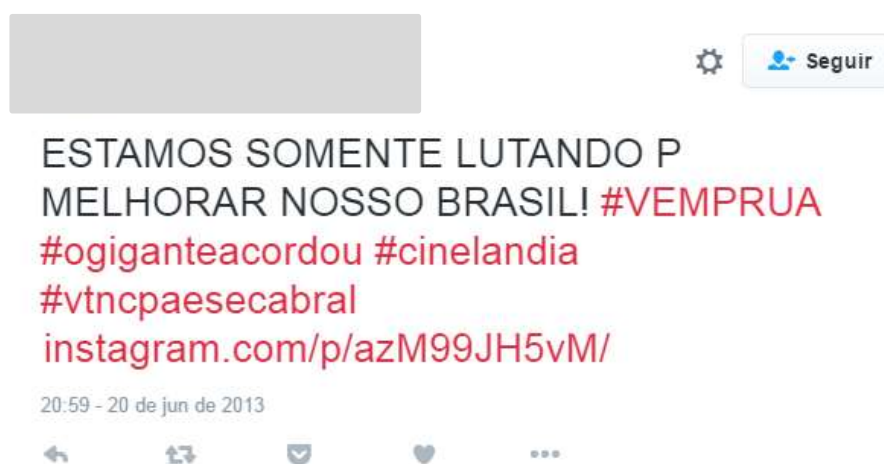 Seguir
ESTAMOS SOMENTE LUTANDO P
MELHORAR NOSSO BRASIL! #VEMPRUA
#ogiganteacordou #cinelandia
#vtncpaesecabral
instagram.com/p/azM99JH5vM/
20:59 - 20 de jun de 2013